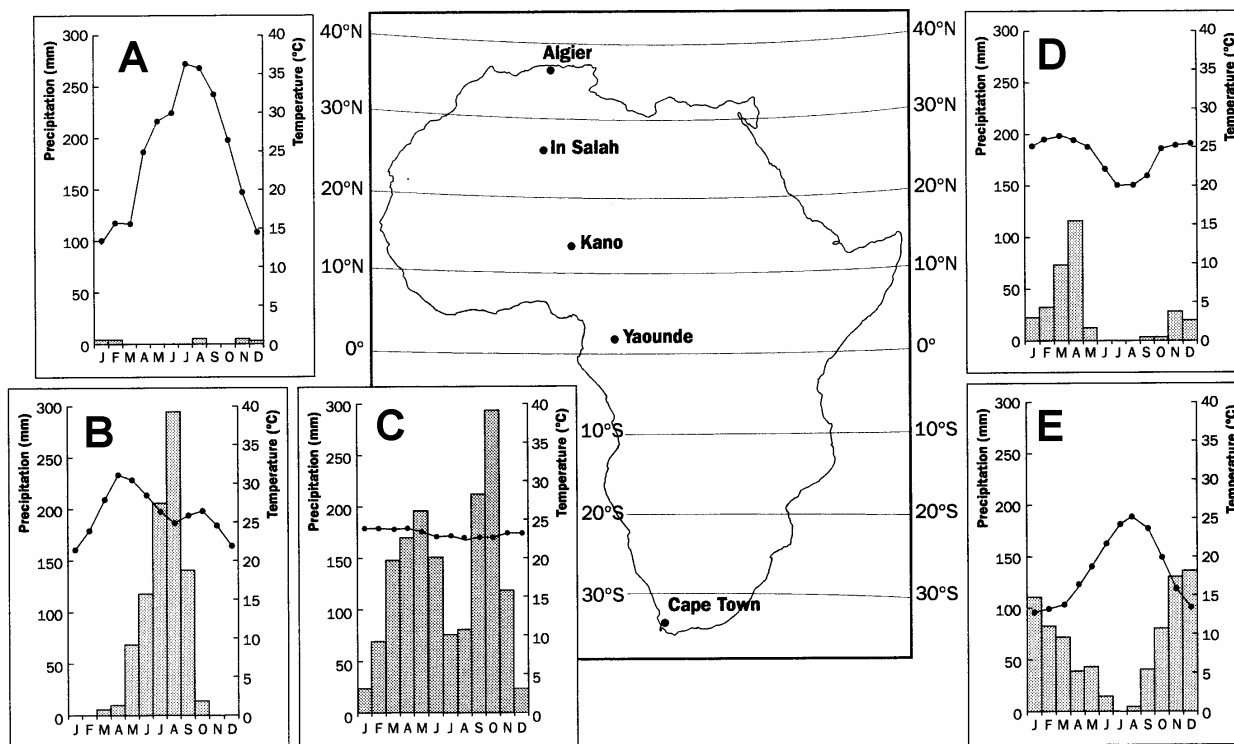 A
Precipitation (mm)
Temperature (°C)
300
250
200
150
100
50
0
40
35
30
25
20
15
10
5
0
J F M A M J J A S O N D
40°N
30°N
20°N
10°N
0°
Algier
In Salah
Kano
Yaounde
10°S
20°S
30°S
Cape Town
40°N
30°N
20°N
10°N
0°
10°S
20°S
30°S
D
Precipitation (mm)
Temperature (°C)
300
250
200
150
100
50
0
40
35
30
25
20
15
10
5
0
J F M A M J J A S O N D
B
Precipitation (mm)
Temperature (°C)
300
250
200
150
100
50
0
40
35
30
25
20
15
10
5
0
J F M A M J J A S O N D
C
Precipitation (mm)
Temperature (°C)
300
250
200
150
100
50
0
40
35
30
25
20
15
10
5
0
J F M A M J J A S O N D
E
Precipitation (mm)
Temperature (°C)
300
250
200
150
100
50
0
40
35
30
25
20
15
10
5
0
J F M A M J J A S O N D